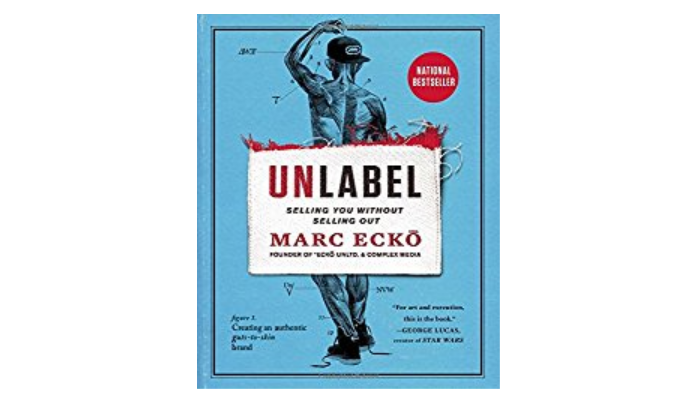 NATIONAL
BESTSELLER
UNLABEL
SELLING YOU WITHOUT
SELLING OUT
MARC ECKŌ
FOUNDER OF *ECKŌ UNLTD. & COMPLEX MEDIA
NVW
figure 1.
Creating an authentic
guts-to-skin
brand
"For art and execution,
this is the book."
—GEORGE LUCAS,
creator of STAR WARS